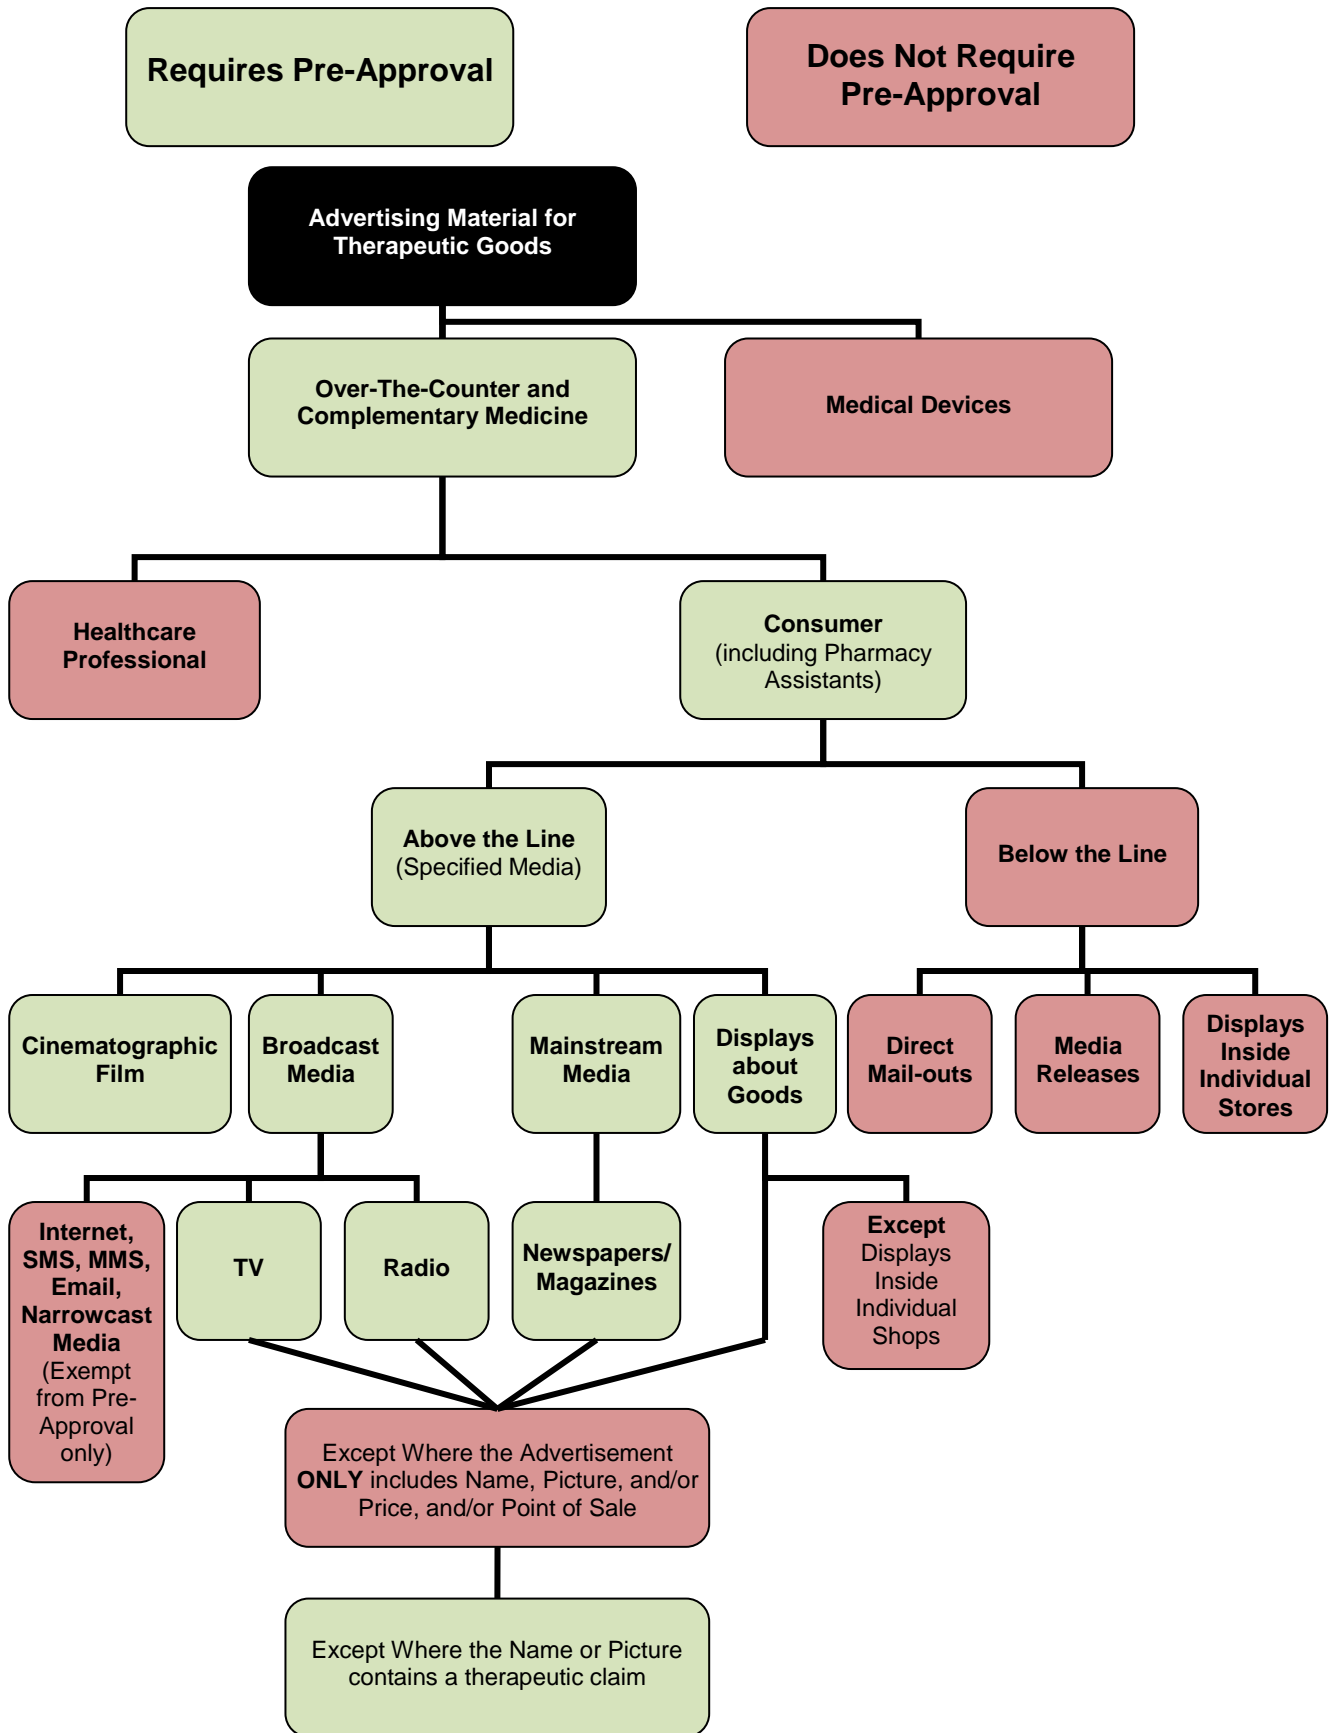 Requires Pre-Approval
Does Not Require
Pre-Approval
Advertising Material for
Therapeutic Goods
Over-The-Counter and
Complementary Medicine
Medical Devices
Healthcare
Professional
Consumer
(including Pharmacy
Assistants)
Above the Line
(Specified Media)
Below the Line
Cinematographic
Film
Broadcast
Media
Mainstream
Media
Displays
about
Goods
Direct
Mail-outs
Media
Releases
Displays
Inside
Individual
Stores
Internet,
SMS, MMS,
Email,
Narrowcast
Media
(Exempt
from Pre-
Approval
only)
TV
Radio
Newspapers/
Magazines
Except
Displays
Inside
Individual
Shops
Except Where the Advertisement
ONLY includes Name, Picture, and/or
Price, and/or Point of Sale
Except Where the Name or Picture
contains a therapeutic claim